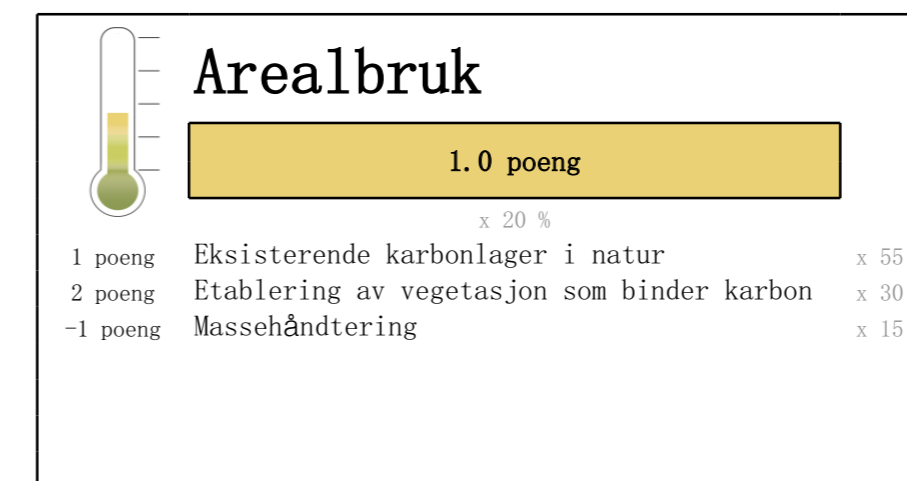 Arealbruk
1.0 poeng
x 20 %
1 poeng Eksisterende karbonlager i natur x 55
2 poeng Etablering av vegetasjon som binder karbon x 30
-1 poeng Massehåndtering x 15